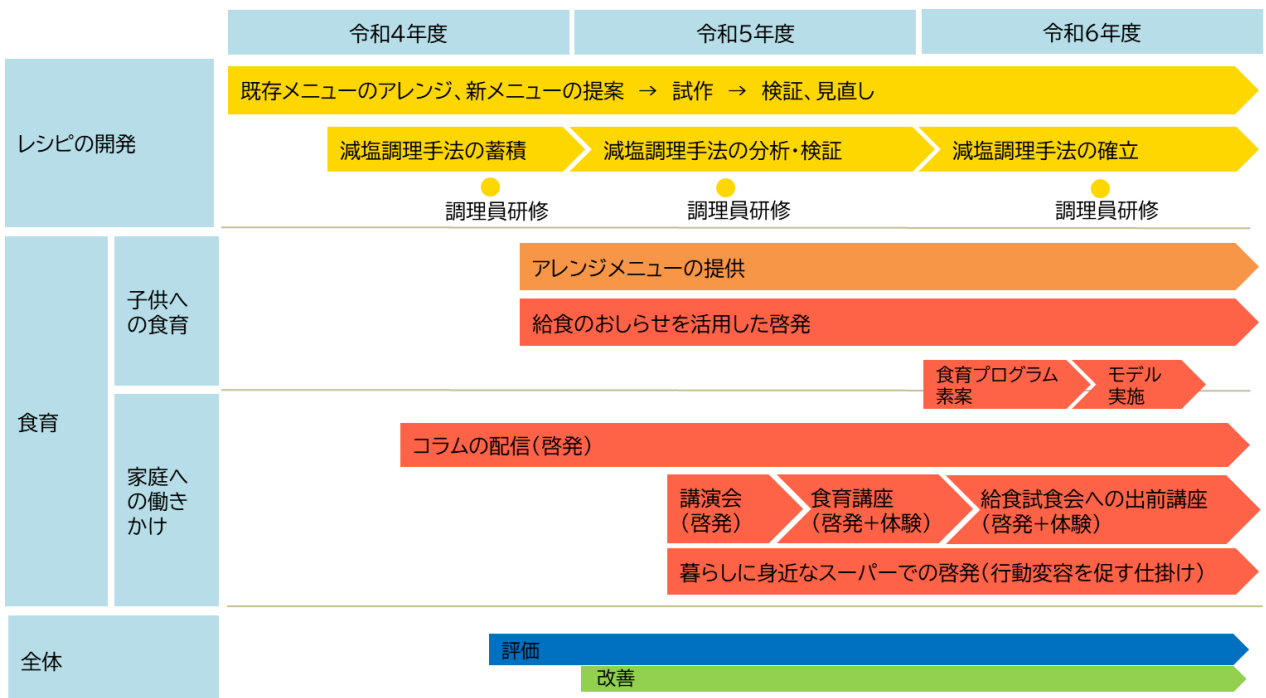 令和4年度
令和5年度
令和6年度
レシピの開発
既存メニューのアレンジ、新メニューの提案 → 試作 → 検証、見直し
減塩調理手法の蓄積
減塩調理手法の分析・検証
減塩調理手法の確立
調理員研修
調理員研修
調理員研修
食育
子供へ
の食育
アレンジメニューの提供
給食のおしらせを活用した啓発
食育プログラム
素案
モデル
実施
家庭へ
の働き
かけ
コラムの配信(啓発)
講演会
(啓発)
食育講座
(啓発+体験)
給食試食会への出前講座
(啓発+体験)
暮らしに身近なスーパーでの啓発(行動変容を促す仕掛け)
全体
評価
改善